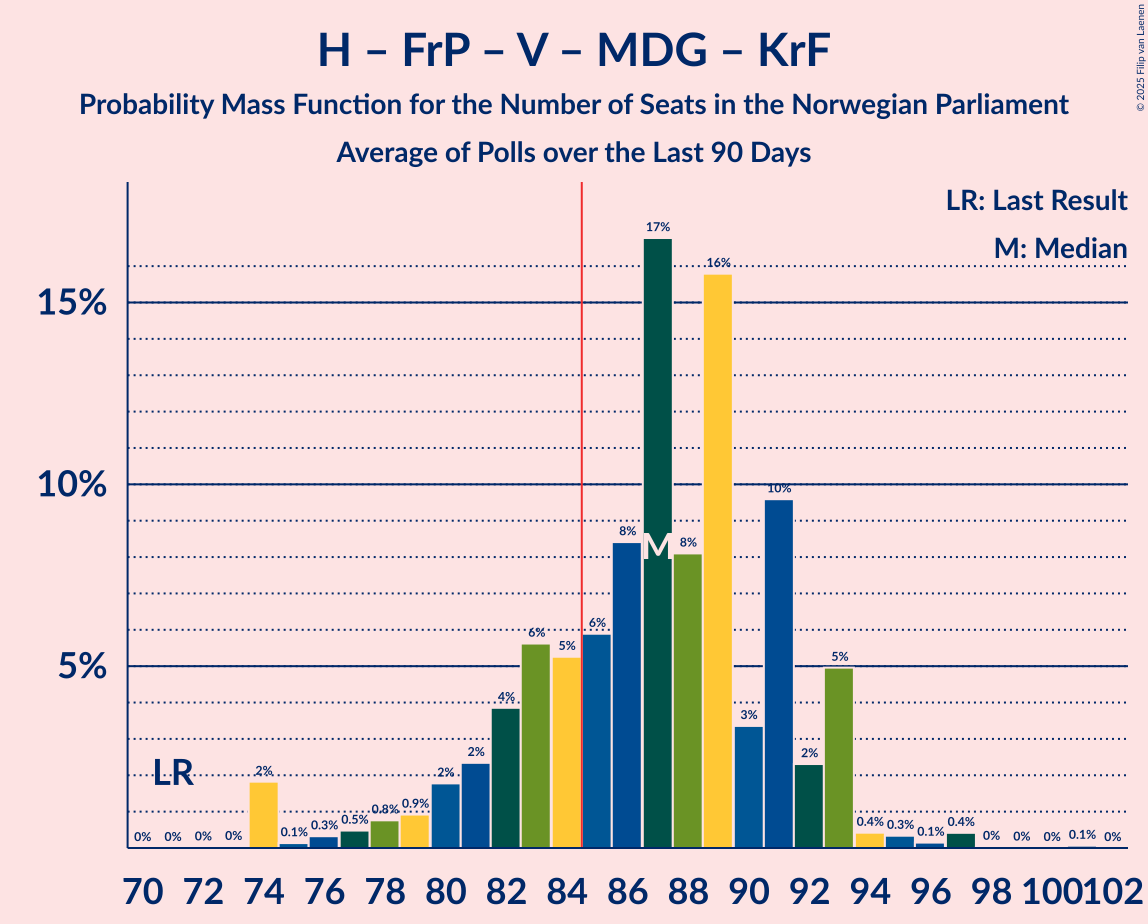 H – FrP – V – MDG – KrF
Probability Mass Function for the Number of Seats in the Norwegian Parliament
Average of Polls over the Last 90 Days
© 2025 Filip van Laenen
LR: Last Result
M: Median
15%
10%
5%
LR
M
0% 0% 0% 0% 2% 0.1% 0.3% 0.5% 0.8% 0.9% 2% 2% 4% 6% 5% 6% 8% 17% 8% 16% 3% 10% 2% 5% 0.4% 0.3% 0.1% 0.4% 0% 0% 0% 0.1% 0%
70 72 74 76 78 80 82 84 86 88 90 92 94 96 98 100 102